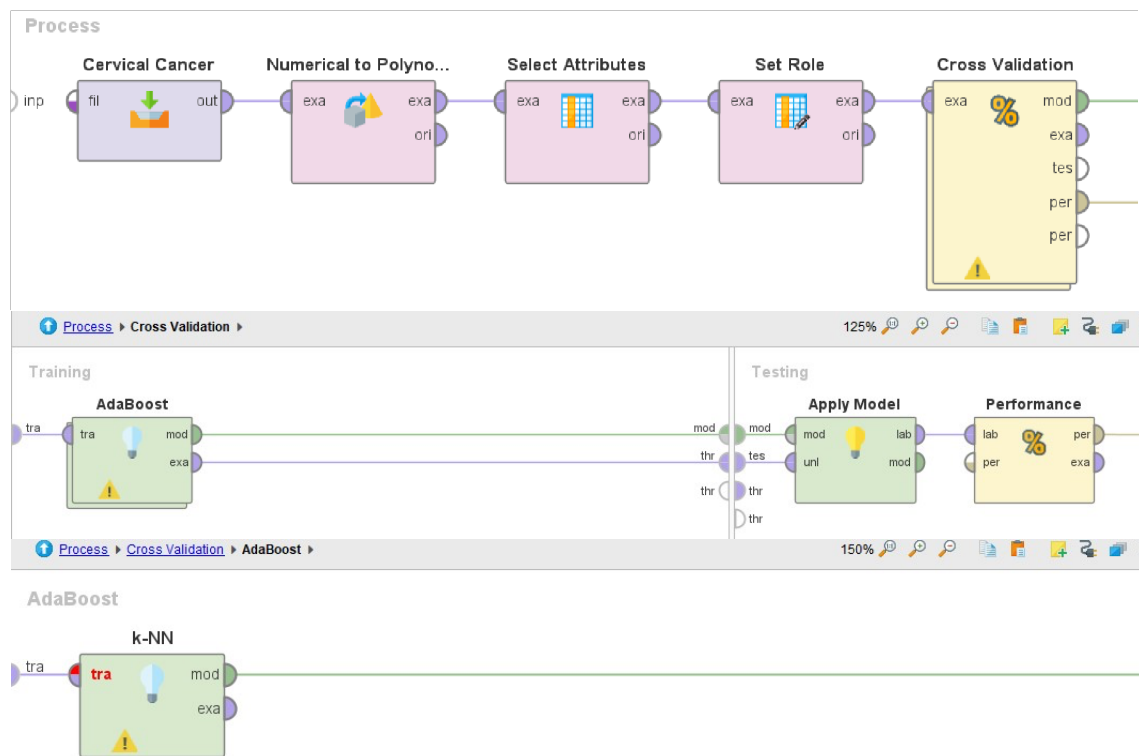 Process
Cervical Cancer Numerical to Polyno... Select Attributes Set Role Cross Validation
inp fil out exa exa exa exa exa exa exa mod
ori ori ori exa
tes
per
per
Process Cross Validation 125%
Training Testing
AdaBoost Apply Model Performance
tra tra mod mod mod mod lab lab per
exa thr tes unl mod per exa
thr thr
thr
Process Cross Validation AdaBoost 150%
AdaBoost
k-NN
tra tra mod
exa